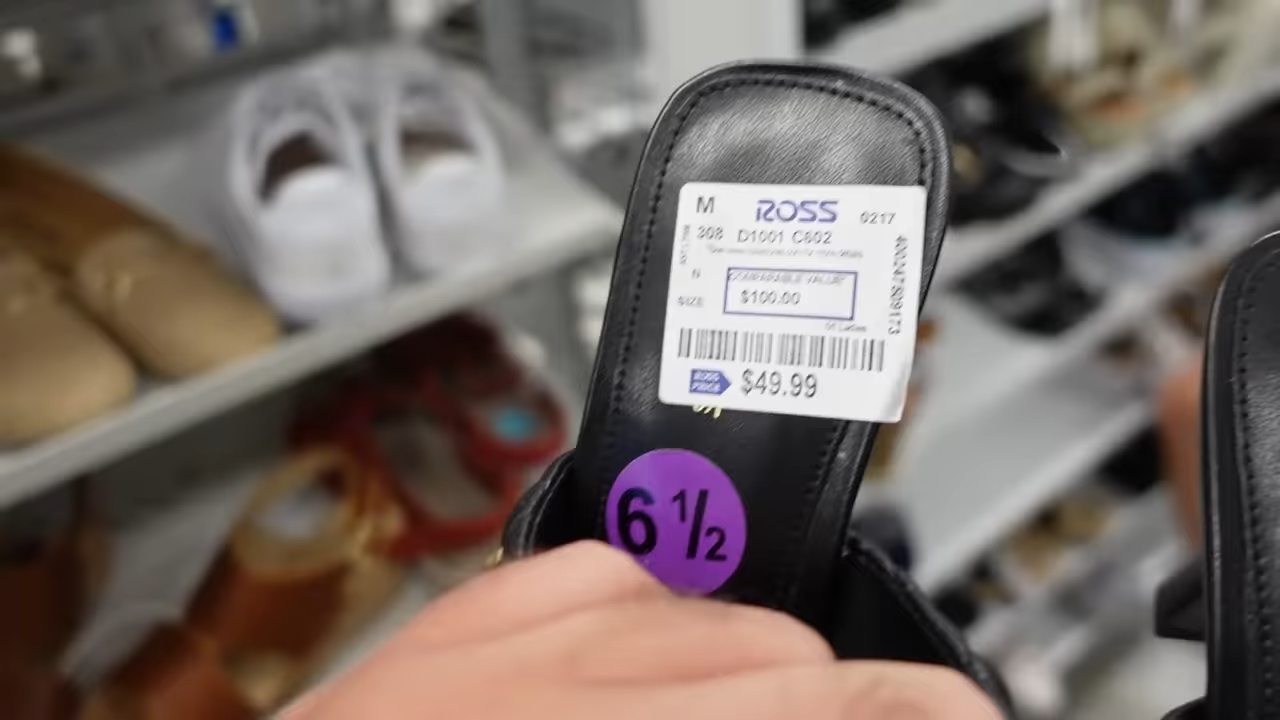 M ROSS 0217
308 D1001 C602
N COMPARABLE VALUE*
SIZE $100.00
$49.99
6 1/2